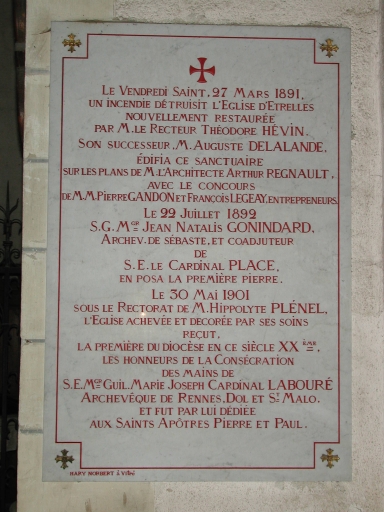 Le Vendredi Saint, 27 Mars 1891,
un incendie détruisit l'Eglise d'Etrelles
nouvellement restaurée
par M. le Recteur Théodore HÉVIN.
Son successeur, M. Auguste DELALANDE,
édifia ce sanctuaire
sur les plans de M. l'Architecte Arthur REGNAULT,
avec le concours
de M.M. Pierre GANDON et François LEGEAY, entrepreneurs.
Le 22 Juillet 1892
S.G. Mgr Jean Natalis GONINDARD,
Archev. de Sébaste, et coadjuteur
de
S.E. le Cardinal PLACE,
en posa la première pierre.
Le 30 Mai 1901
sous le Rectorat de M. Hippolyte PLÉNEL,
l'Eglise achevée et décorée par ses soins
reçut,
la première du diocèse en ce siècle XXème,
les honneurs de la Consécration
des mains de
S.E. Mgr Guil. Marie Joseph Cardinal LABOURÉ
Archevêque de Rennes, Dol et St Malo.
et fut par lui dédiée
aux Saints Apôtres Pierre et Paul.
HARY NORBERT À VITRÉ